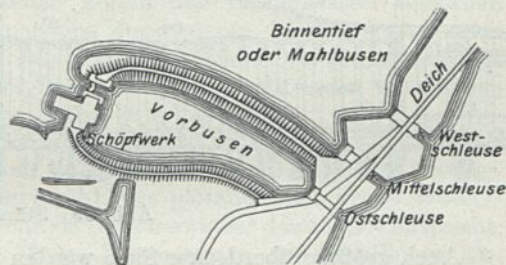 Binnentief
oder Mahlbusen
Deich
Vorbusen
Schöpfwerk
West-
schleuse
Mittelschleuse
Ostschleuse